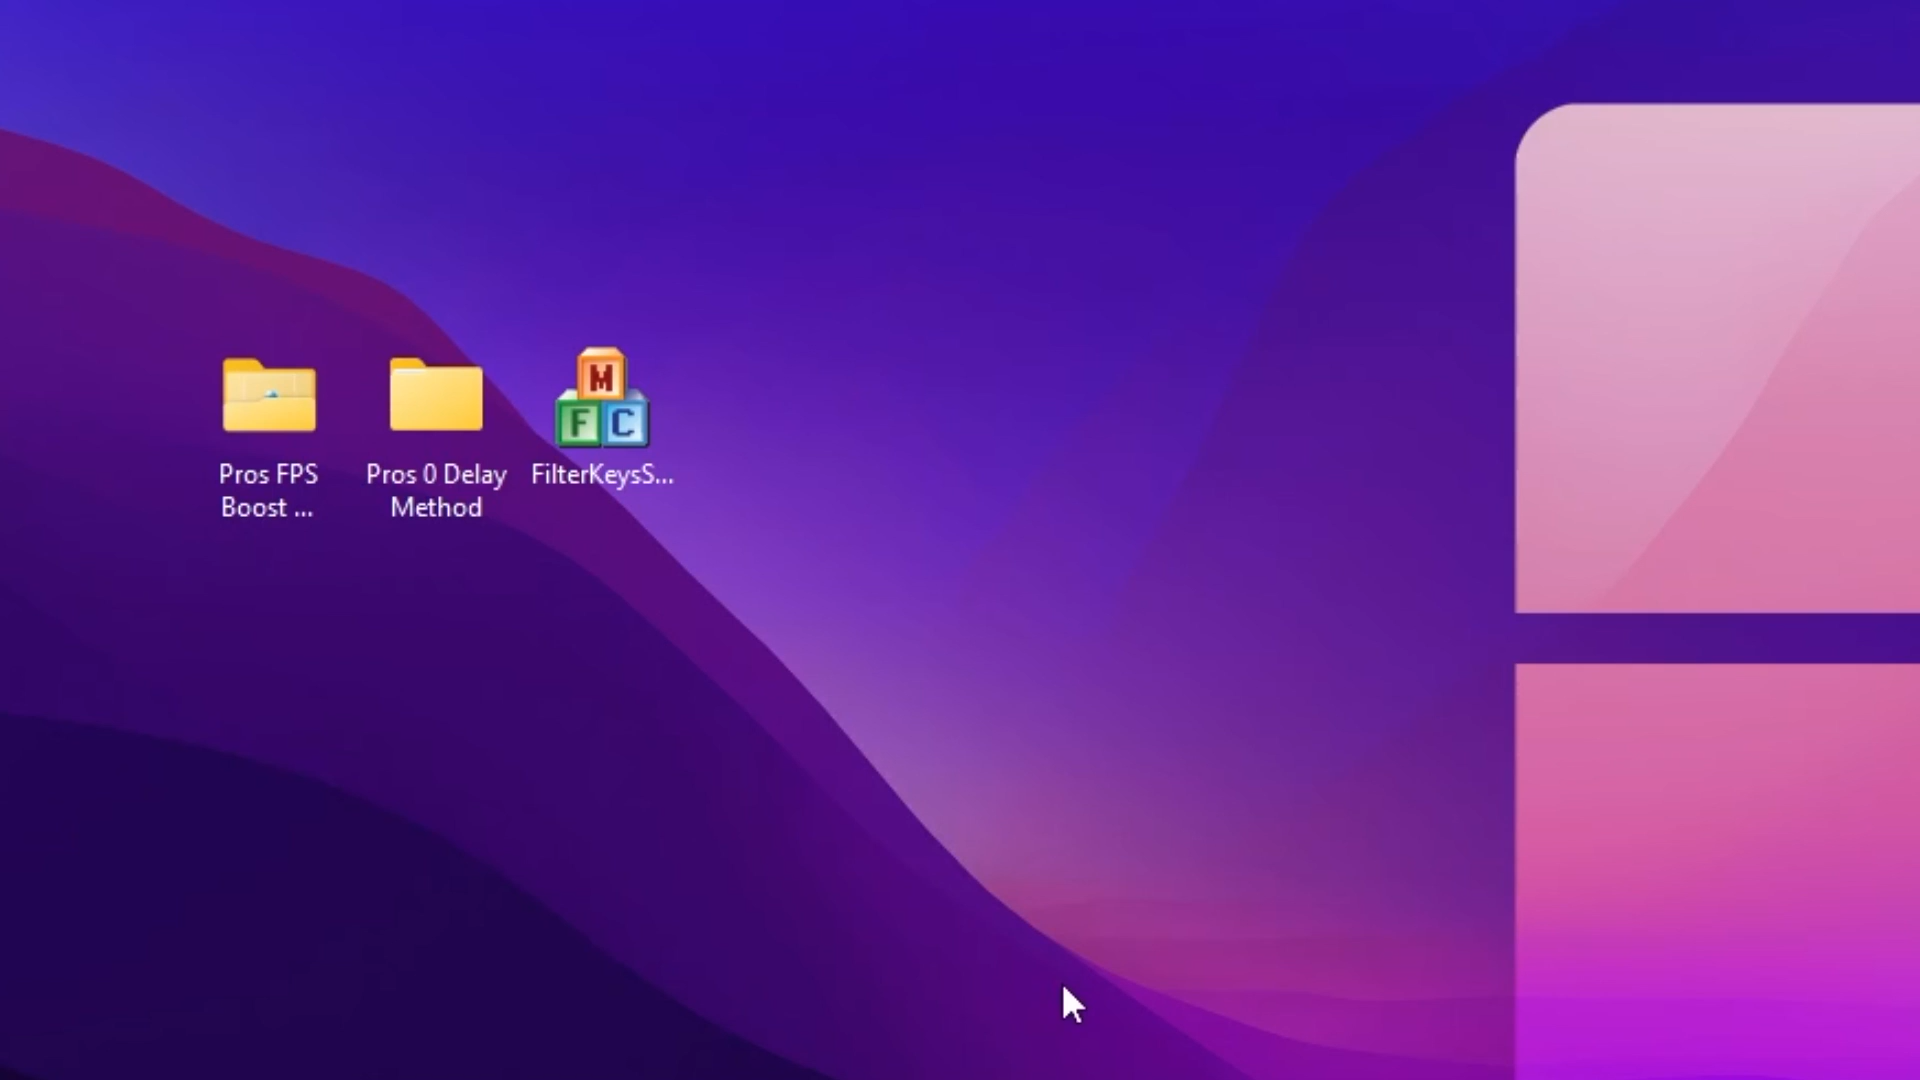 M
F C
Pros FPS
Boost ...
Pros 0 Delay
Method
FilterKeysS...